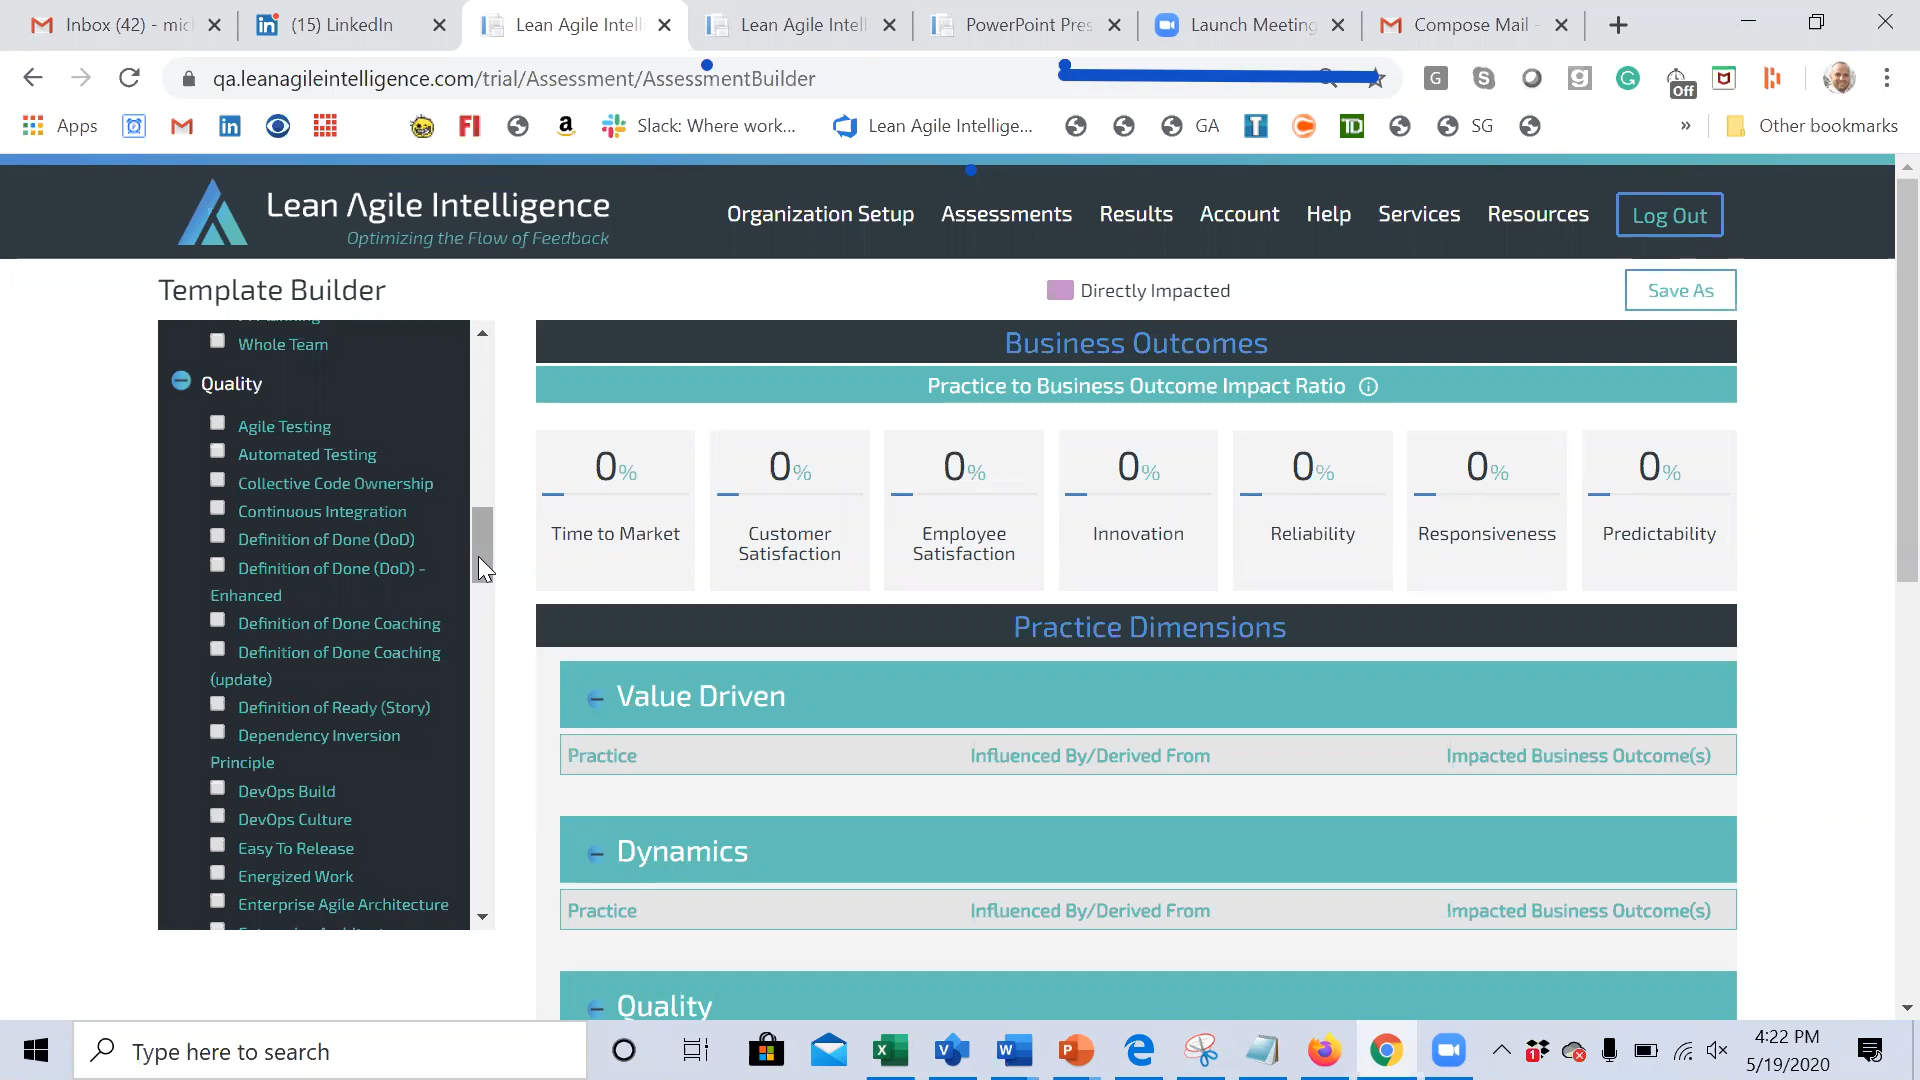 Inbox (42) - mic
(15) LinkedIn
Lean Agile Intelli
Lean Agile Intell
PowerPoint Pres
Launch Meeting
Compose Mail -
qa.leanagileintelligence.com/trial/Assessment/AssessmentBuilder
Off
Apps
FI
Slack: Where work...
Lean Agile Intellige...
GA
TD
SG
»
Other bookmarks
Lean Agile Intelligence
Optimizing the Flow of Feedback
Organization Setup
Assessments
Results
Account
Help
Services
Resources
Log Out
Template Builder
Directly Impacted
Save As
Whole Team
Quality
Agile Testing
Automated Testing
Collective Code Ownership
Continuous Integration
Definition of Done (DoD)
Definition of Done (DoD) -
Enhanced
Definition of Done Coaching
Definition of Done Coaching
(update)
Definition of Ready (Story)
Dependency Inversion
Principle
DevOps Build
DevOps Culture
Easy To Release
Energized Work
Enterprise Agile Architecture
Business Outcomes
Practice to Business Outcome Impact Ratio
0%
Time to Market
0%
Customer
Satisfaction
0%
Employee
Satisfaction
0%
Innovation
0%
Reliability
0%
Responsiveness
0%
Predictability
Practice Dimensions
Value Driven
Practice
Influenced By/Derived From
Impacted Business Outcome(s)
Dynamics
Practice
Influenced By/Derived From
Impacted Business Outcome(s)
Quality
Type here to search
4:22 PM
5/19/2020